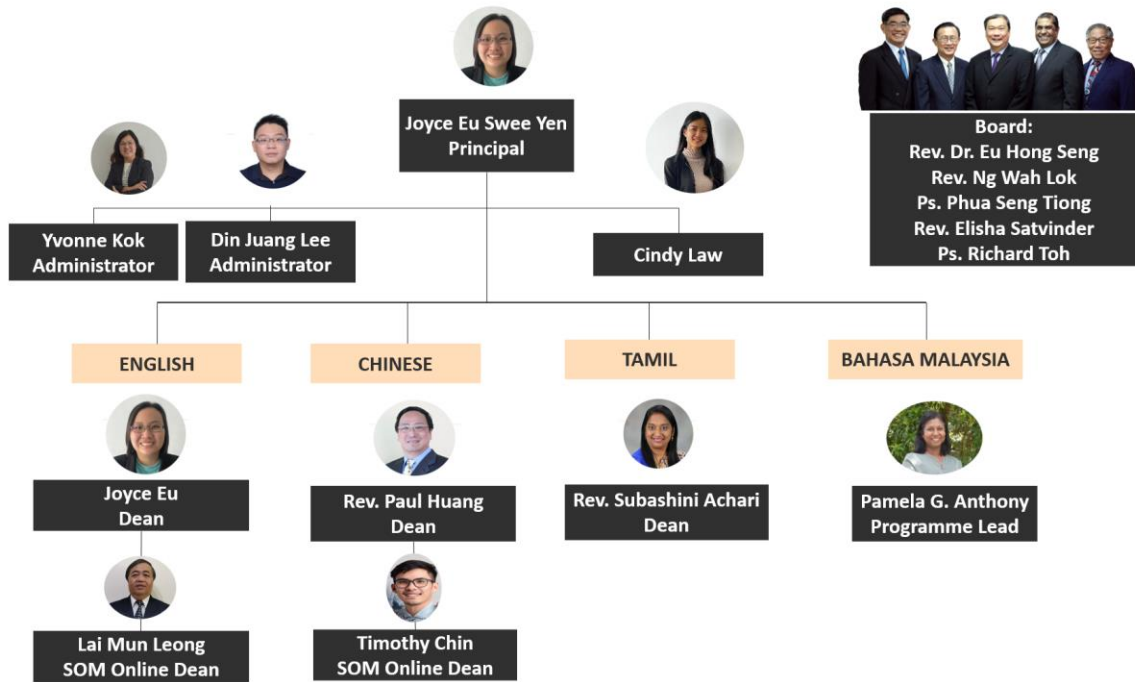 Joyce Eu Swee Yen
Principal
Board:
Rev. Dr. Eu Hong Seng
Rev. Ng Wah Lok
Ps. Phua Seng Tiong
Rev. Elisha Satvinder
Ps. Richard Toh
Yvonne Kok
Administrator
Din Juang Lee
Administrator
Cindy Law
ENGLISH
CHINESE
TAMIL
BAHASA MALAYSIA
Joyce Eu
Dean
Rev. Paul Huang
Dean
Rev. Subashini Achari
Dean
Pamela G. Anthony
Programme Lead
Lai Mun Leong
SOM Online Dean
Timothy Chin
SOM Online Dean